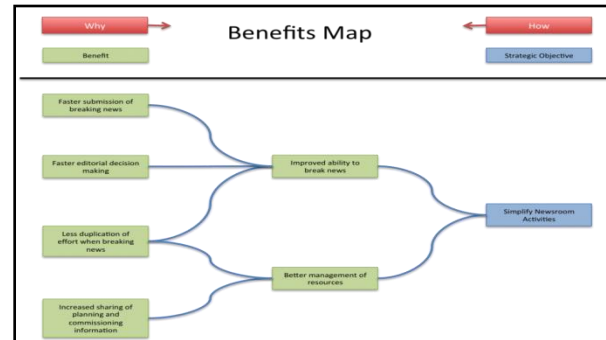 Why
Benefits Map
How
Benefit
Strategic Objective
Faster submission of
breaking news
Faster editorial decision
making
Improved ability to
break news
Simplify Newsroom
Activities
Less duplication of
effort when breaking
news
Better management of
resources
Increased sharing of
planning and
commissioning
information